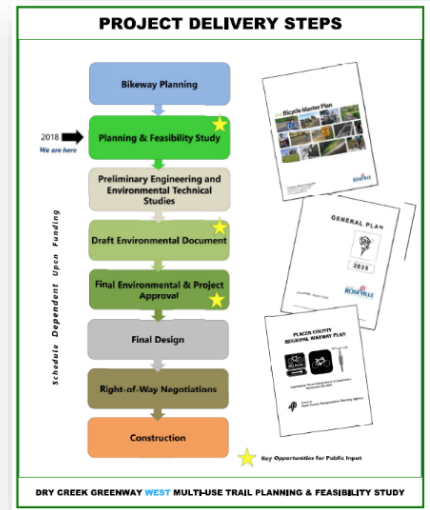 PROJECT DELIVERY STEPS
Bikeway Planning
2018
We are here
Planning & Feasibility Study
Preliminary Engineering and
Environmental Technical
Studies
Draft Environmental Document
Final Environmental & Project
Approval
Final Design
Right-of-Way Negotiations
Construction
Schedule Dependent Upon Funding
Bicycle Master Plan
ROSEVILLE
GENERAL PLAN
ROSEVILLE
PLACER COUNTY
REGIONAL BIKEWAY PLAN
Key Opportunities for Public Input
DRY CREEK GREENWAY WEST MULTI-USE TRAIL PLANNING & FEASIBILITY STUDY